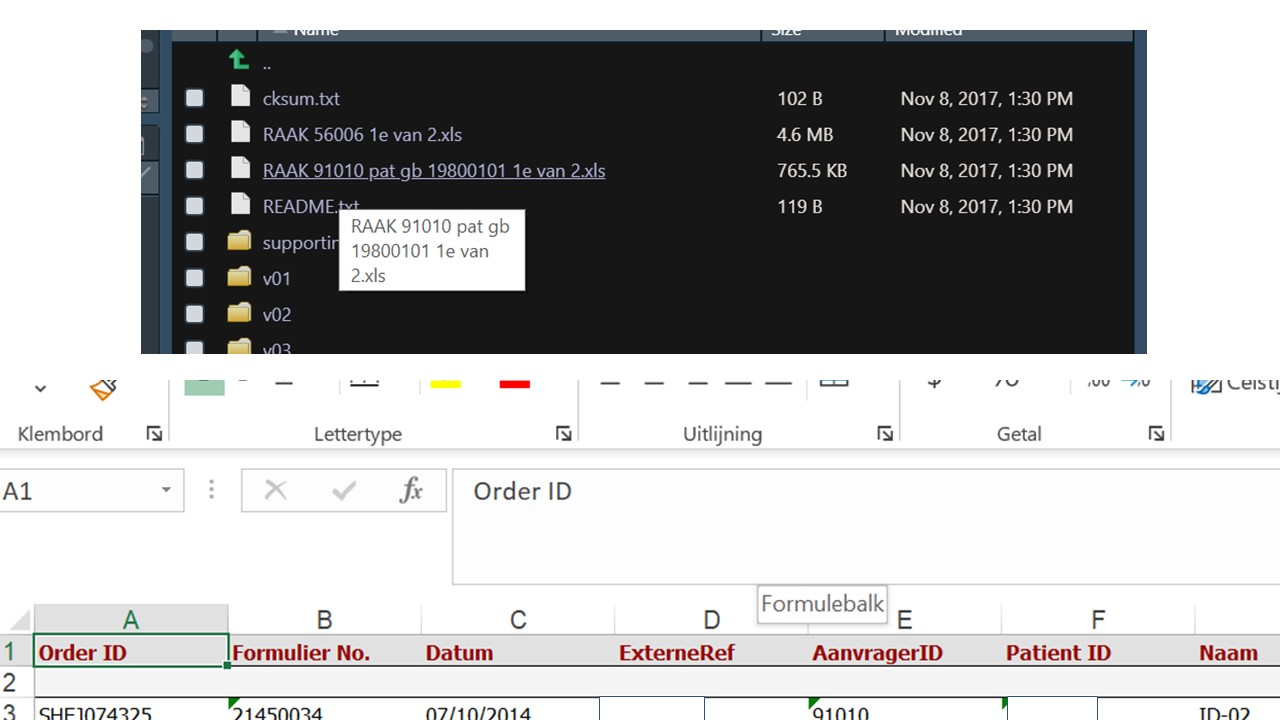 Name Size Modified
..
cksum.txt 102 B Nov 8, 2017, 1:30 PM
RAAK 56006 1e van 2.xls 4.6 MB Nov 8, 2017, 1:30 PM
RAAK 91010 pat gb 19800101 1e van 2.xls 765.5 KB Nov 8, 2017, 1:30 PM
README.txt 119 B Nov 8, 2017, 1:30 PM
RAAK 91010 pat gb
19800101 1e van
2.xls
v01
v02
v03
Klembord Lettertype Uitlijning Getal
A1 fx Order ID
Formulebalk
A B C D E F
1 Order ID Formulier No. Datum ExterneRef AanvragerID Patient ID Naam
2
3 21450034 07/10/2014 91010 ID-02